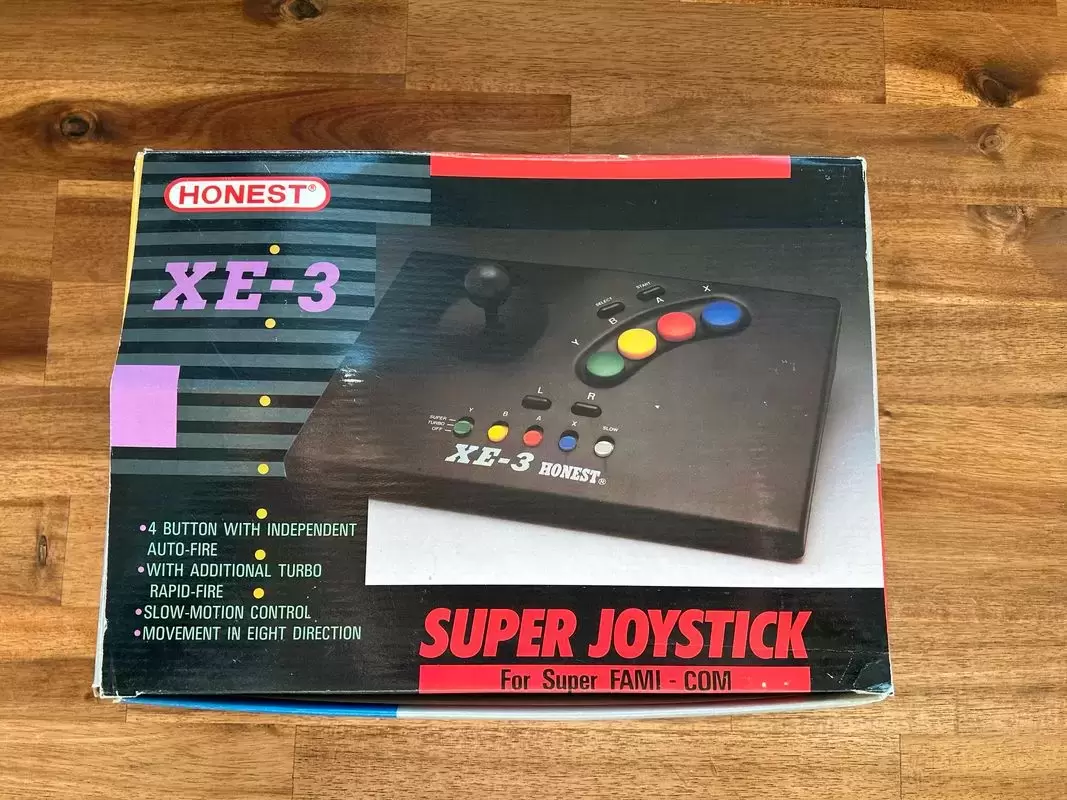 HONEST®
XE-3
SELECT
START
Y
B
A
X
L
R
SUPER
TURBO
OFF
Y
B
A
X
SLOW
XE-3 HONEST®
•4 BUTTON WITH INDEPENDENT
AUTO-FIRE
•WITH ADDITIONAL TURBO
RAPID-FIRE
•SLOW-MOTION CONTROL
•MOVEMENT IN EIGHT DIRECTION
SUPER JOYSTICK
For Super FAMI - COM